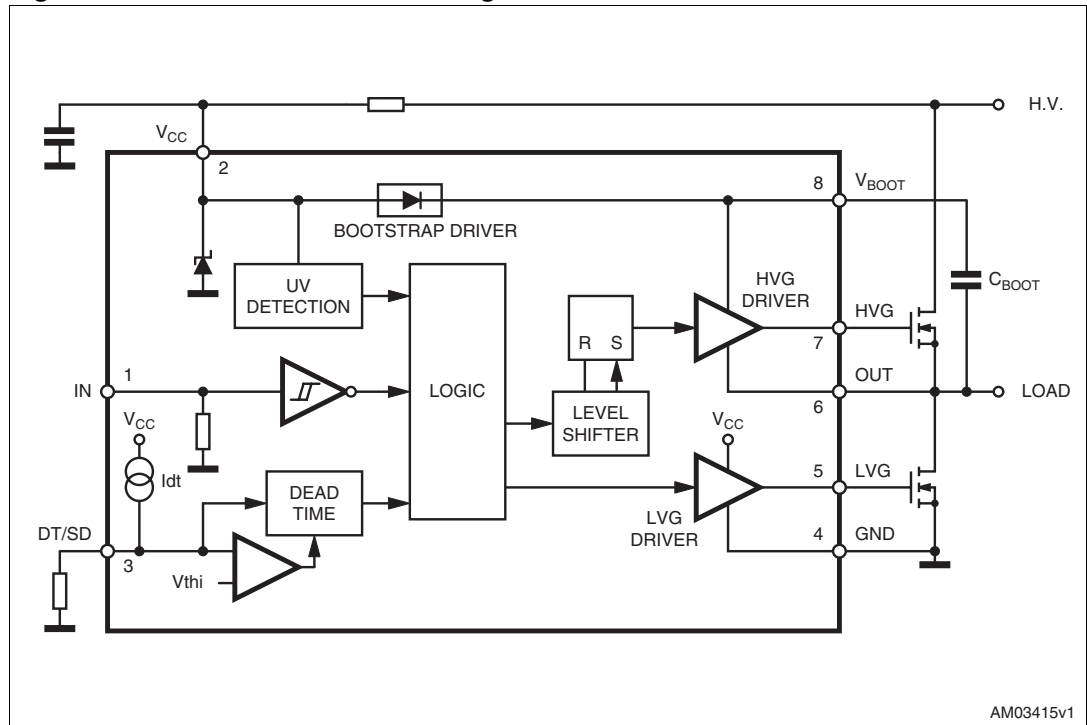 H.V.
VCC
2
8
VBOOT
BOOTSTRAP DRIVER
UV
DETECTION
HVG
DRIVER
CBOOT
HVG
7
R S
IN
1
LOGIC
OUT
6
LOAD
VCC
Idt
LEVEL
SHIFTER
VCC
DEAD
TIME
5
LVG
DT/SD
3
LVG
DRIVER
4
GND
Vthi
AM03415v1